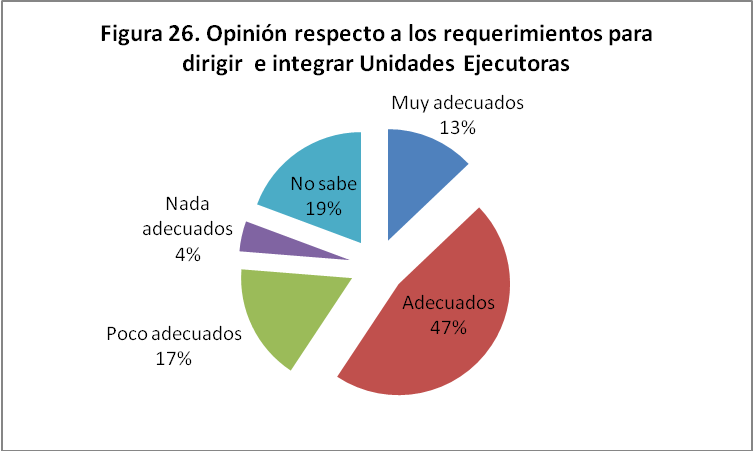 Figura 26. Opinión respecto a los requerimientos para
dirigir e integrar Unidades Ejecutoras
Muy adecuados
13%
Adecuados
47%
Poco adecuados
17%
Nada
adecuados
4%
No sabe
19%